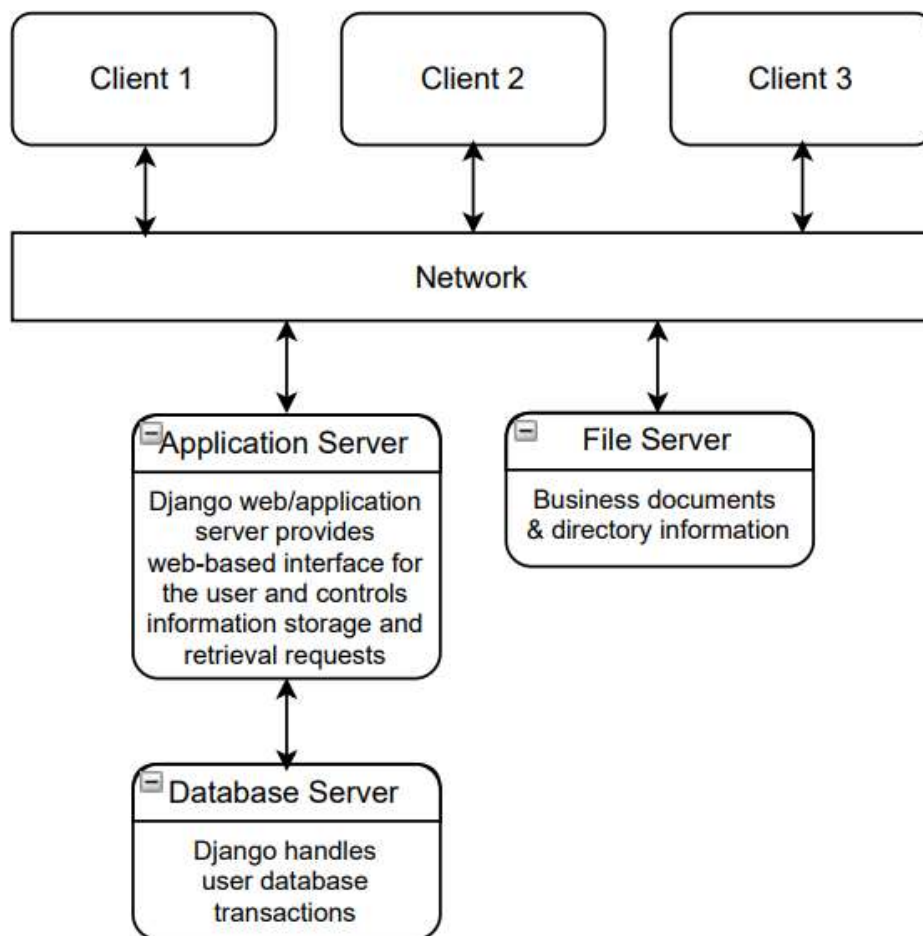 Client 1
Client 2
Client 3
Network
Application Server
Django web/application
server provides
web-based interface for
the user and controls
information storage and
retrieval requests
File Server
Business documents
& directory information
Database Server
Django handles
user database
transactions